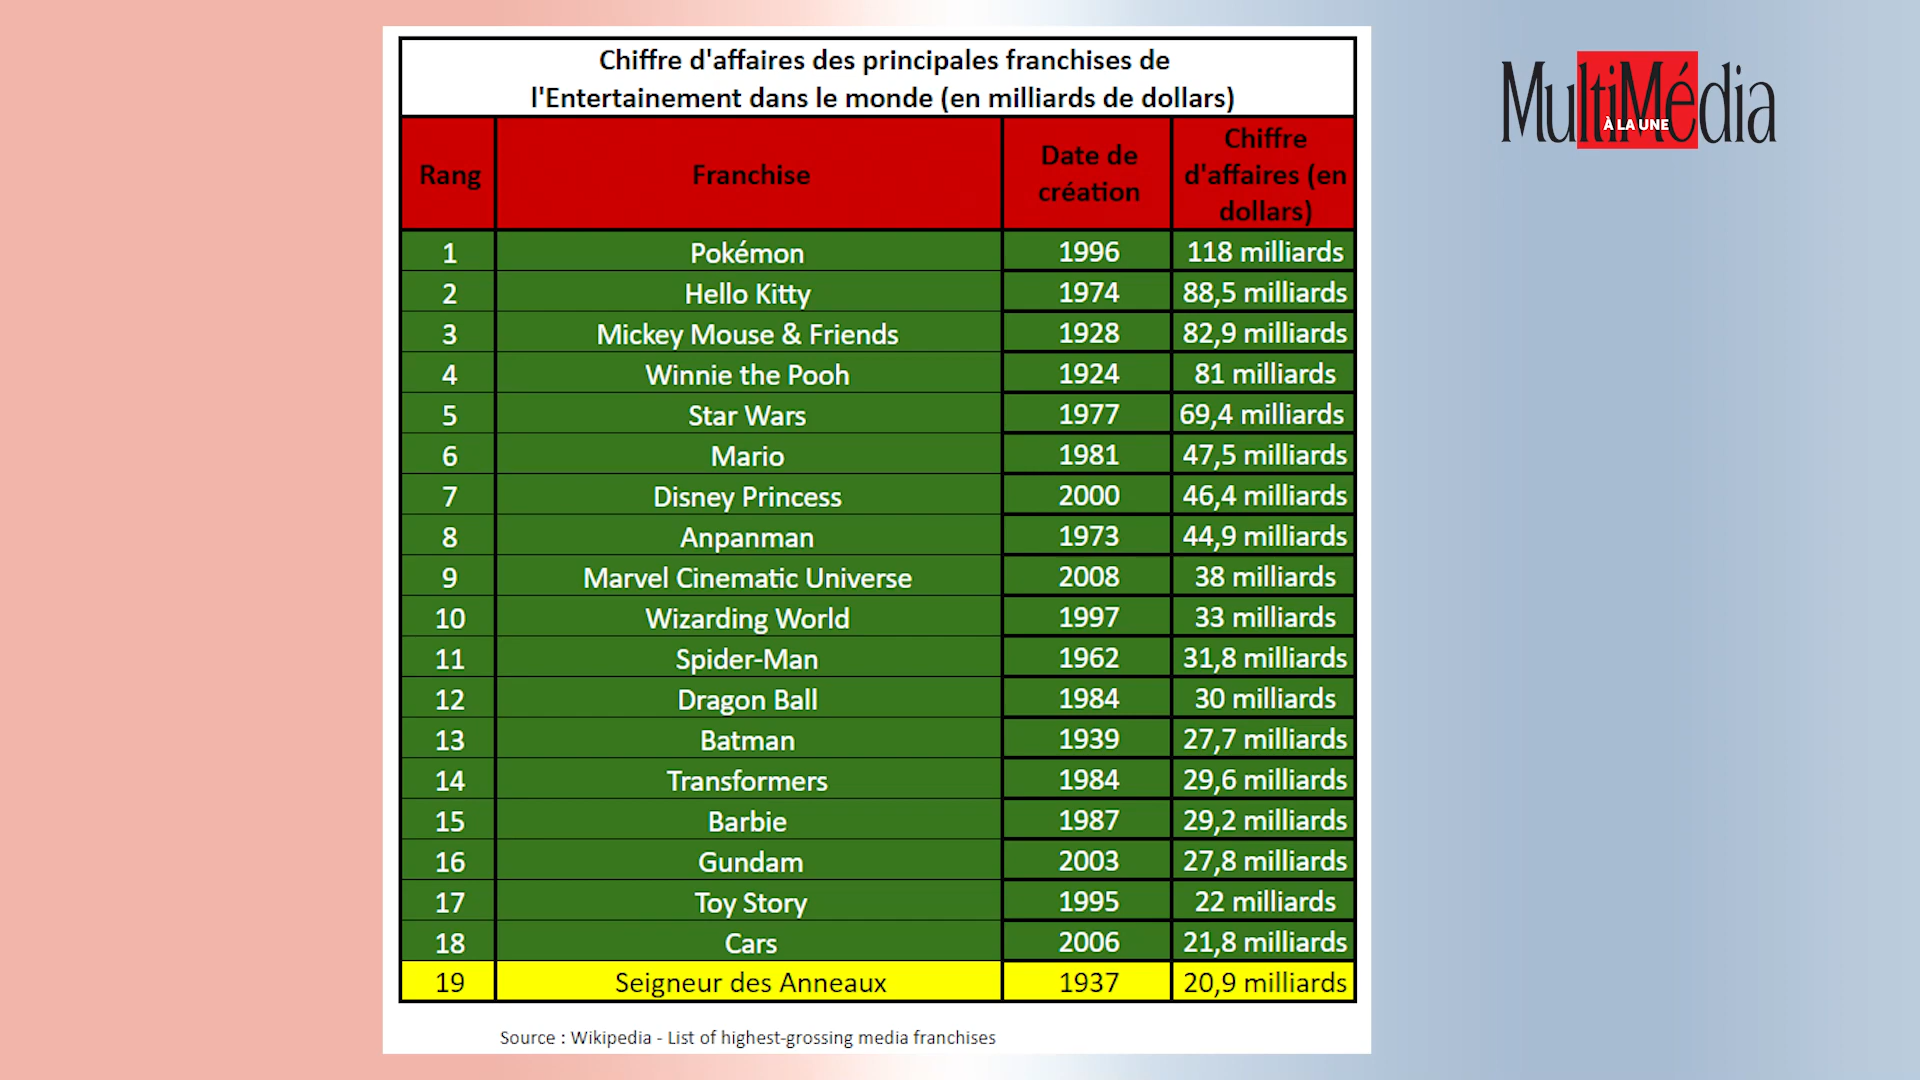 Chiffre d'affaires des principales franchises de
l'Entertainement dans le monde (en milliards de dollars)
Rang Franchise Date de création Chiffre d'affaires (en dollars)
1 Pokémon 1996 118 milliards
2 Hello Kitty 1974 88,5 milliards
3 Mickey Mouse & Friends 1928 82,9 milliards
4 Winnie the Pooh 1924 81 milliards
5 Star Wars 1977 69,4 milliards
6 Mario 1981 47,5 milliards
7 Disney Princess 2000 46,4 milliards
8 Anpanman 1973 44,9 milliards
9 Marvel Cinematic Universe 2008 38 milliards
10 Wizarding World 1997 33 milliards
11 Spider-Man 1962 31,8 milliards
12 Dragon Ball 1984 30 milliards
13 Batman 1939 27,7 milliards
14 Transformers 1984 29,6 milliards
15 Barbie 1987 29,2 milliards
16 Gundam 2003 27,8 milliards
17 Toy Story 1995 22 milliards
18 Cars 2006 21,8 milliards
19 Seigneur des Anneaux 1937 20,9 milliards
Source : Wikipedia - List of highest-grossing media franchises
MultiMédia
À LA UNE